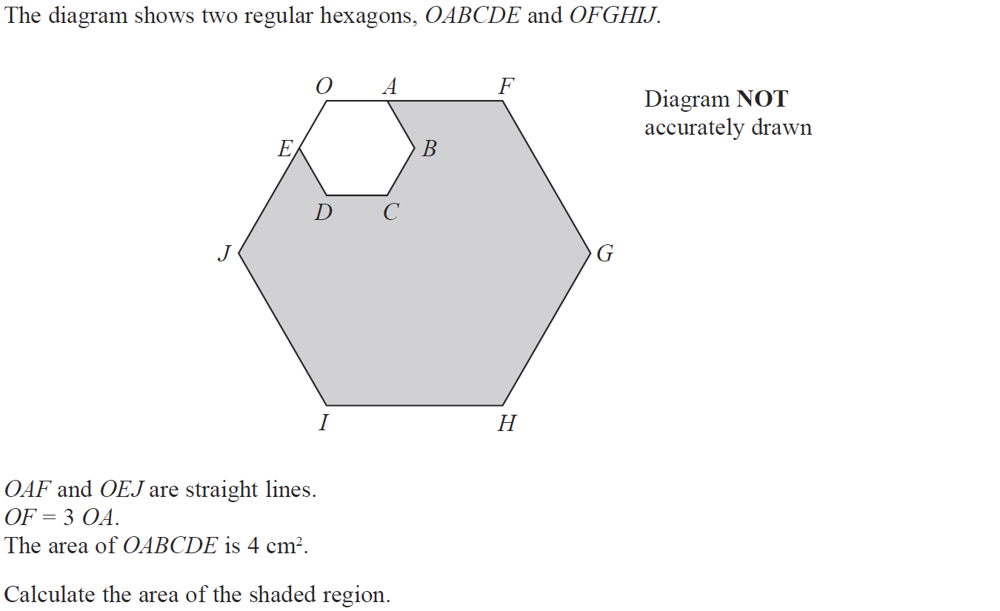 The diagram shows two regular hexagons, OABCDE and OFGHIJ.
O A F
Diagram NOT
accurately drawn
E B
D C
J G
I H
OAF and OEJ are straight lines.
OF = 3 OA.
The area of OABCDE is 4 cm².
Calculate the area of the shaded region.